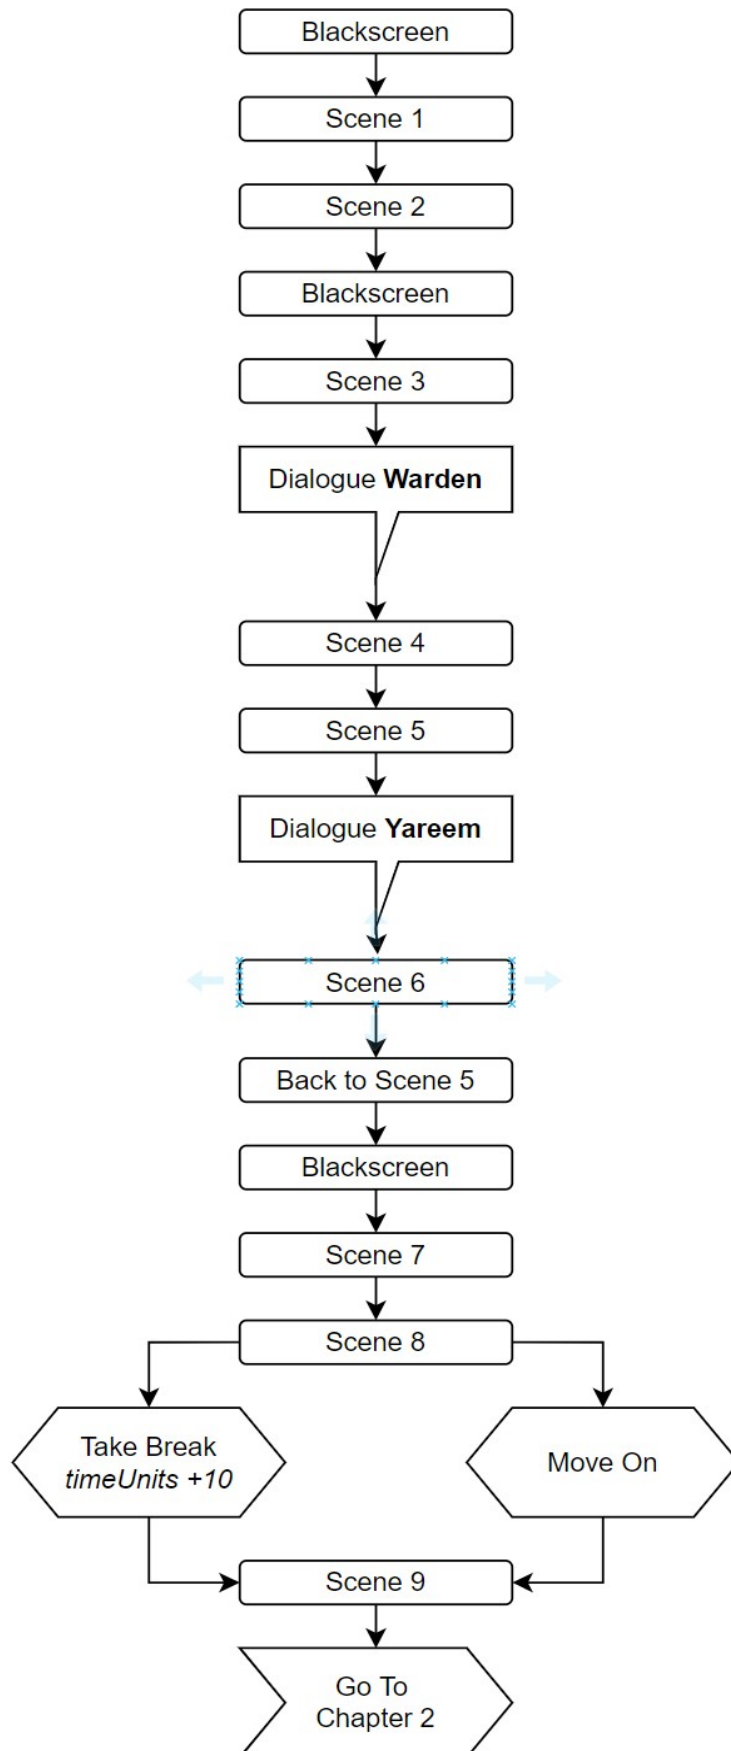 Blackscreen
Scene 1
Scene 2
Blackscreen
Scene 3
Dialogue Warden
Scene 4
Scene 5
Dialogue Yareem
Scene 6
Back to Scene 5
Blackscreen
Scene 7
Scene 8
Take Break
timeUnits +10
Move On
Scene 9
Go To
Chapter 2